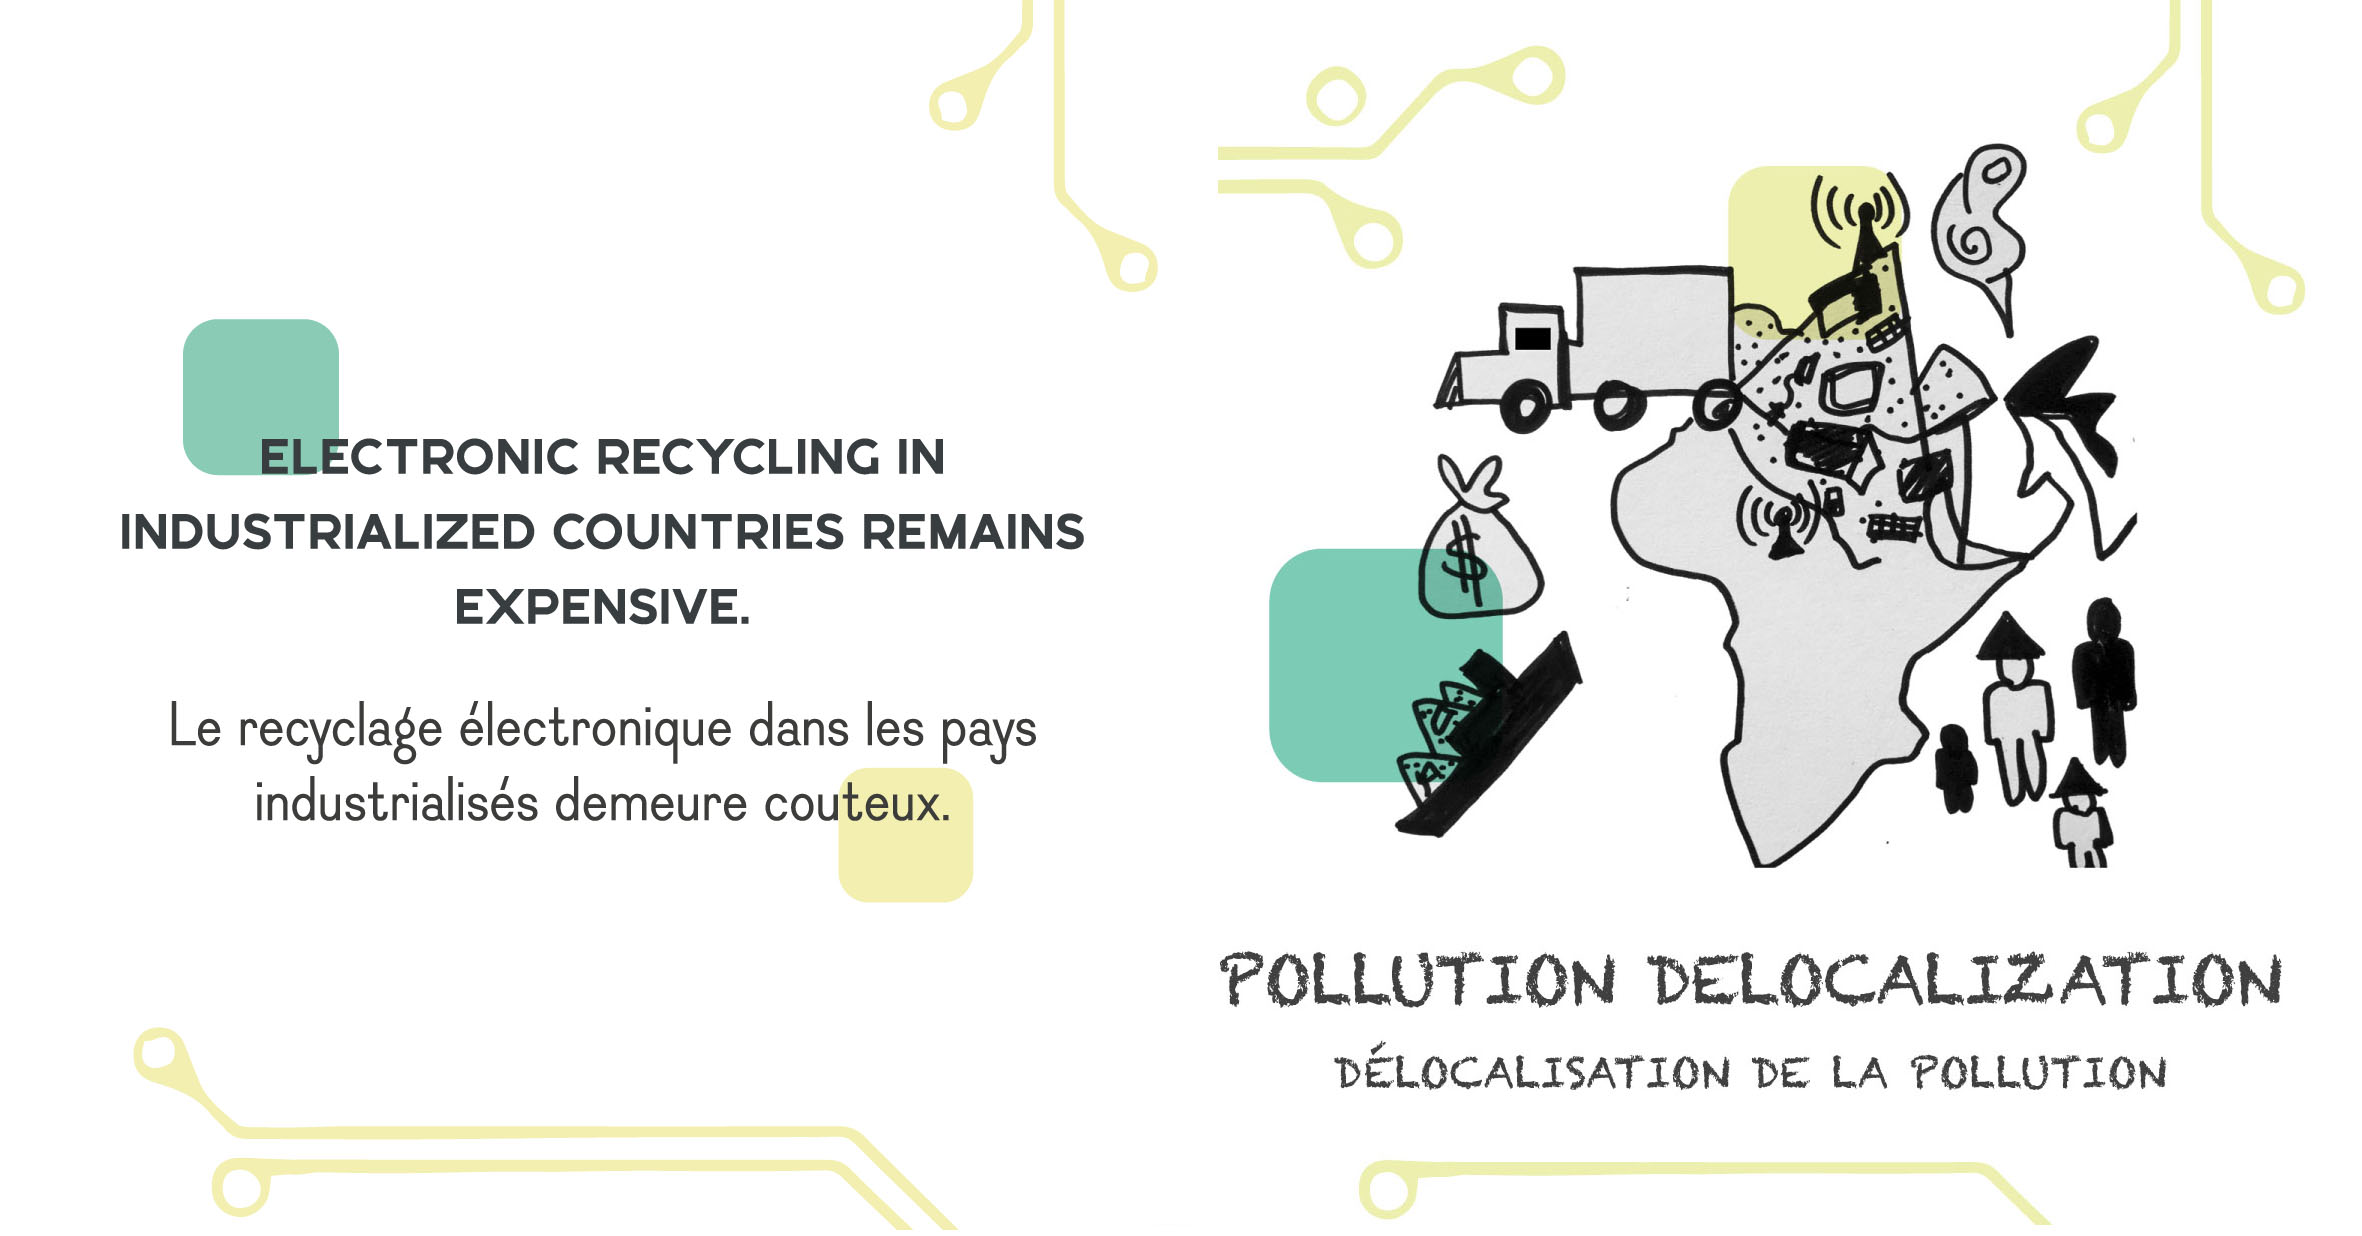 ELECTRONIC RECYCLING IN
INDUSTRIALIZED COUNTRIES REMAINS
EXPENSIVE.
Le recyclage électronique dans les pays
industrialisés demeure couteux.
$
POLLUTION DELOCALIZATION
DÉLOCALISATION DE LA POLLUTION